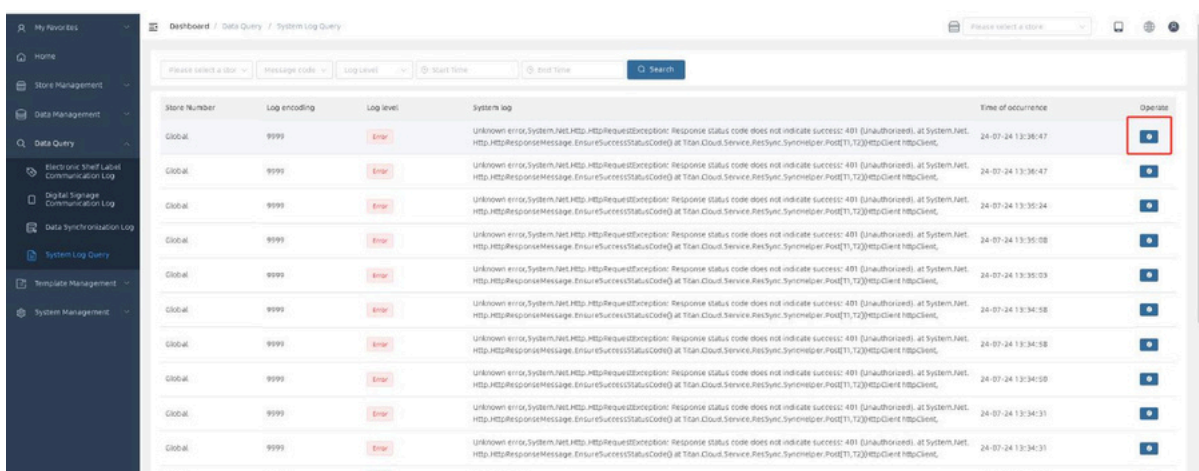 My Favorites
Dashboard / Data Query / System Log Query
Please select a store
Home
Store Management
Data Management
Data Query
Electronic Shelf Label
Communication Log
Digital Signage
Communication Log
Data Synchronization Log
System Log Query
Template Management
System Management
Please select a stor
Message code
Log Level
Start Time
End Time
Search
Store Number Log encoding Log level System log Time of occurrence Operate
Global 9999 Error Unknown error,System.Net.Http.HttpRequestException: Response status code does not indicate success: 401 (Unauthorized). at System.Net. 24-07-24 13:36:47
Http.HttpResponseMessage.EnsureSuccessStatusCode() at Titan.Cloud.Service.ResSync.SyncHelper.Post[T1,T2](HttpClient httpClient,
Global 9999 Error Unknown error,System.Net.Http.HttpRequestException: Response status code does not indicate success: 401 (Unauthorized). at System.Net. 24-07-24 13:36:47
Http.HttpResponseMessage.EnsureSuccessStatusCode() at Titan.Cloud.Service.ResSync.SyncHelper.Post[T1,T2](HttpClient httpClient,
Global 9999 Error Unknown error,System.Net.Http.HttpRequestException: Response status code does not indicate success: 401 (Unauthorized). at System.Net. 24-07-24 13:35:24
Http.HttpResponseMessage.EnsureSuccessStatusCode() at Titan.Cloud.Service.ResSync.SyncHelper.Post[T1,T2](HttpClient httpClient,
Global 9999 Error Unknown error,System.Net.Http.HttpRequestException: Response status code does not indicate success: 401 (Unauthorized). at System.Net. 24-07-24 13:35:08
Http.HttpResponseMessage.EnsureSuccessStatusCode() at Titan.Cloud.Service.ResSync.SyncHelper.Post[T1,T2](HttpClient httpClient,
Global 9999 Error Unknown error,System.Net.Http.HttpRequestException: Response status code does not indicate success: 401 (Unauthorized). at System.Net. 24-07-24 13:35:03
Http.HttpResponseMessage.EnsureSuccessStatusCode() at Titan.Cloud.Service.ResSync.SyncHelper.Post[T1,T2](HttpClient httpClient,
Global 9999 Error Unknown error,System.Net.Http.HttpRequestException: Response status code does not indicate success: 401 (Unauthorized). at System.Net. 24-07-24 13:34:58
Http.HttpResponseMessage.EnsureSuccessStatusCode() at Titan.Cloud.Service.ResSync.SyncHelper.Post[T1,T2](HttpClient httpClient,
Global 9999 Error Unknown error,System.Net.Http.HttpRequestException: Response status code does not indicate success: 401 (Unauthorized). at System.Net. 24-07-24 13:34:58
Http.HttpResponseMessage.EnsureSuccessStatusCode() at Titan.Cloud.Service.ResSync.SyncHelper.Post[T1,T2](HttpClient httpClient,
Global 9999 Error Unknown error,System.Net.Http.HttpRequestException: Response status code does not indicate success: 401 (Unauthorized). at System.Net. 24-07-24 13:34:50
Http.HttpResponseMessage.EnsureSuccessStatusCode() at Titan.Cloud.Service.ResSync.SyncHelper.Post[T1,T2](HttpClient httpClient,
Global 9999 Error Unknown error,System.Net.Http.HttpRequestException: Response status code does not indicate success: 401 (Unauthorized). at System.Net. 24-07-24 13:34:31
Http.HttpResponseMessage.EnsureSuccessStatusCode() at Titan.Cloud.Service.ResSync.SyncHelper.Post[T1,T2](HttpClient httpClient,
Global 9999 Error Unknown error,System.Net.Http.HttpRequestException: Response status code does not indicate success: 401 (Unauthorized). at System.Net. 24-07-24 13:34:31
Http.HttpResponseMessage.EnsureSuccessStatusCode() at Titan.Cloud.Service.ResSync.SyncHelper.Post[T1,T2](HttpClient httpClient,